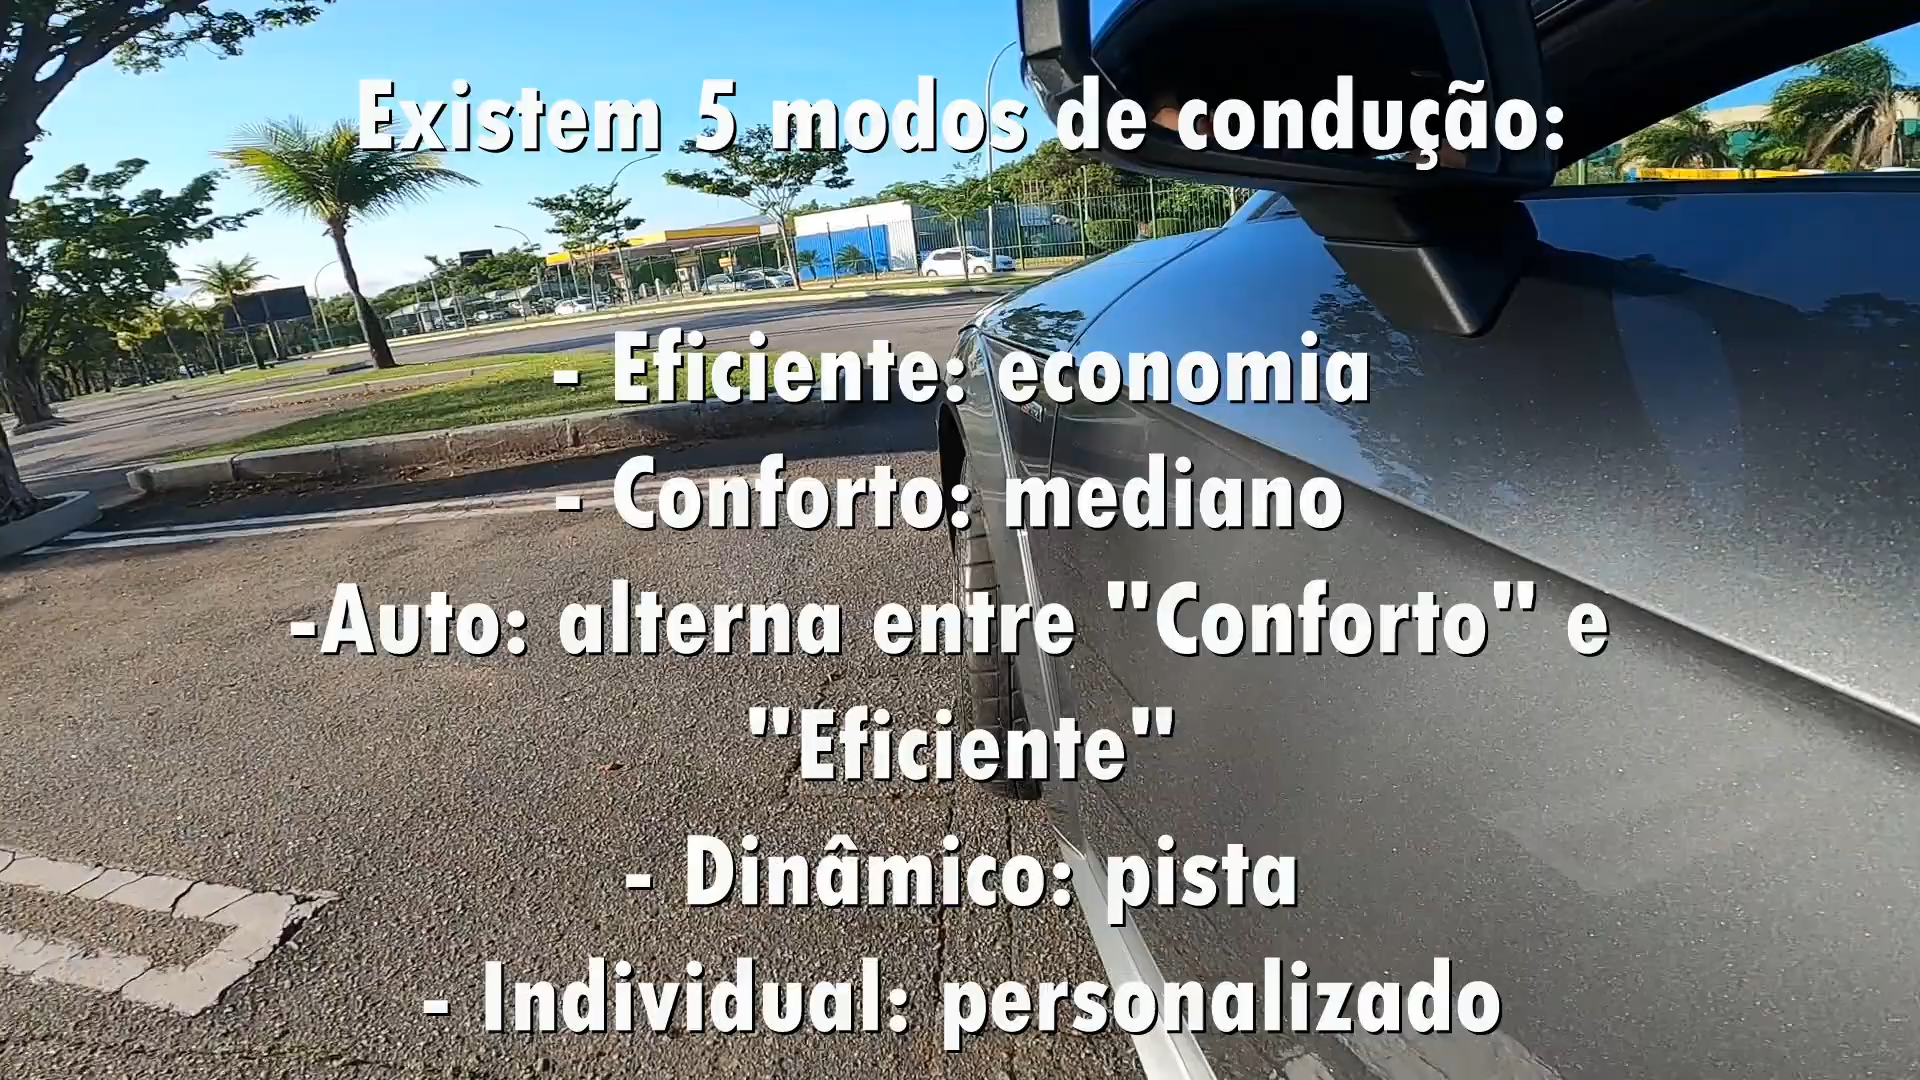 Existem 5 modos de condução:
- Eficiente: economia
- Conforto: mediano
-Auto: alterna entre "Conforto" e
"Eficiente"
- Dinâmico: pista
- Individual: personalizado